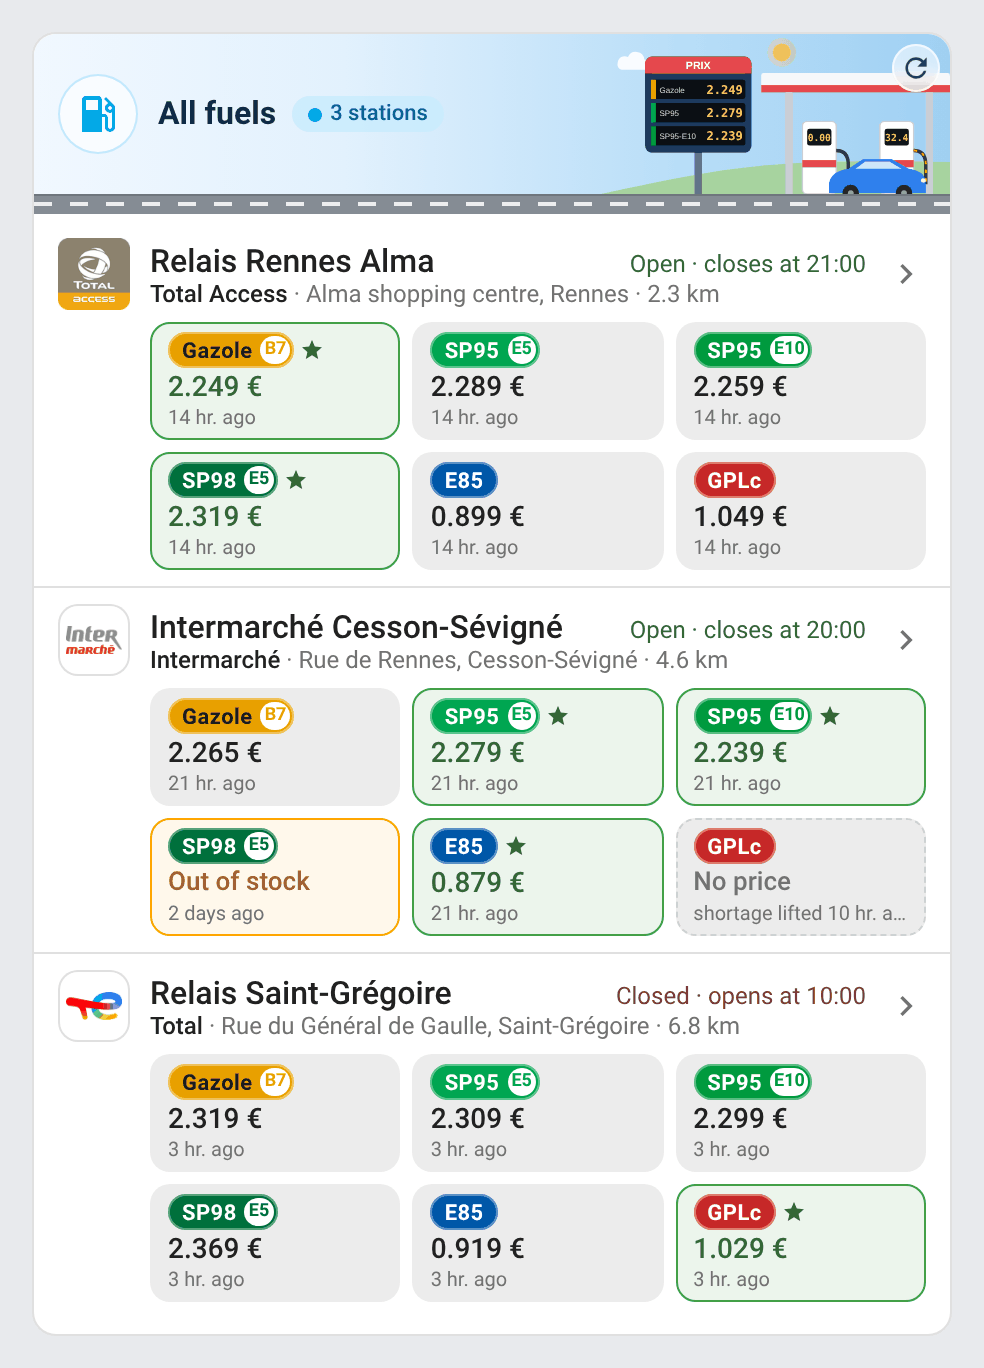 All fuels
3 stations
PRIX
Gazole 2.249
SP95 2.279
SP95-E10 2.239
0.00
32.4
TOTAL
access
Relais Rennes Alma
Open · closes at 21:00
Total Access · Alma shopping centre, Rennes · 2.3 km
Gazole B7
SP95 E5
SP95 E10
2.249 €
2.289 €
2.259 €
14 hr. ago
14 hr. ago
14 hr. ago
SP98 E5
E85
GPLc
2.319 €
0.899 €
1.049 €
14 hr. ago
14 hr. ago
14 hr. ago
Inter
marché
Intermarché Cesson-Sévigné
Open · closes at 20:00
Intermarché · Rue de Rennes, Cesson-Sévigné · 4.6 km
Gazole B7
SP95 E5
SP95 E10
2.265 €
2.279 €
2.239 €
21 hr. ago
21 hr. ago
21 hr. ago
SP98 E5
E85
GPLc
Out of stock
0.879 €
No price
2 days ago
21 hr. ago
shortage lifted 10 hr. a...
Relais Saint-Grégoire
Closed · opens at 10:00
Total · Rue du Général de Gaulle, Saint-Grégoire · 6.8 km
Gazole B7
SP95 E5
SP95 E10
2.319 €
2.309 €
2.299 €
3 hr. ago
3 hr. ago
3 hr. ago
SP98 E5
E85
GPLc
2.369 €
0.919 €
1.029 €
3 hr. ago
3 hr. ago
3 hr. ago